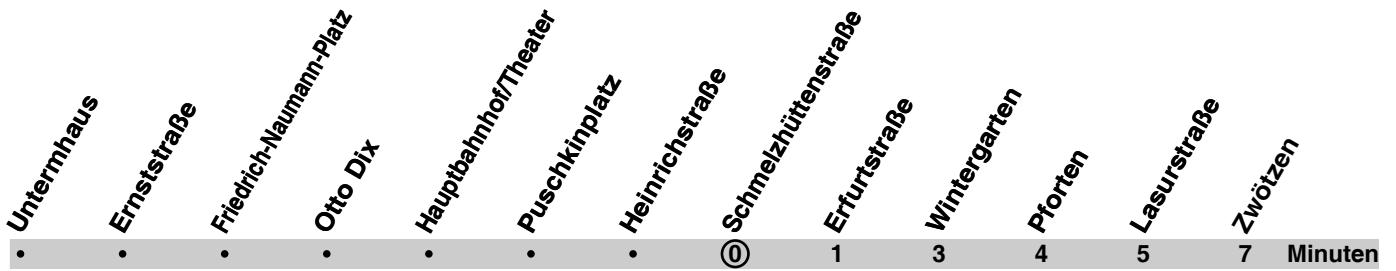 Untermhaus
Ernststraße
Friedrich-Naumann-Platz
Otto Dix
Hauptbahnhof/Theater
Puschkinplatz
Heinrichstraße
Schmelzhüttenstraße
Erfurtstraße
Wintergarten
Pforten
Lasurstraße
Zwötzen
• • • • • • • 0 1 3 4 5 7 Minuten